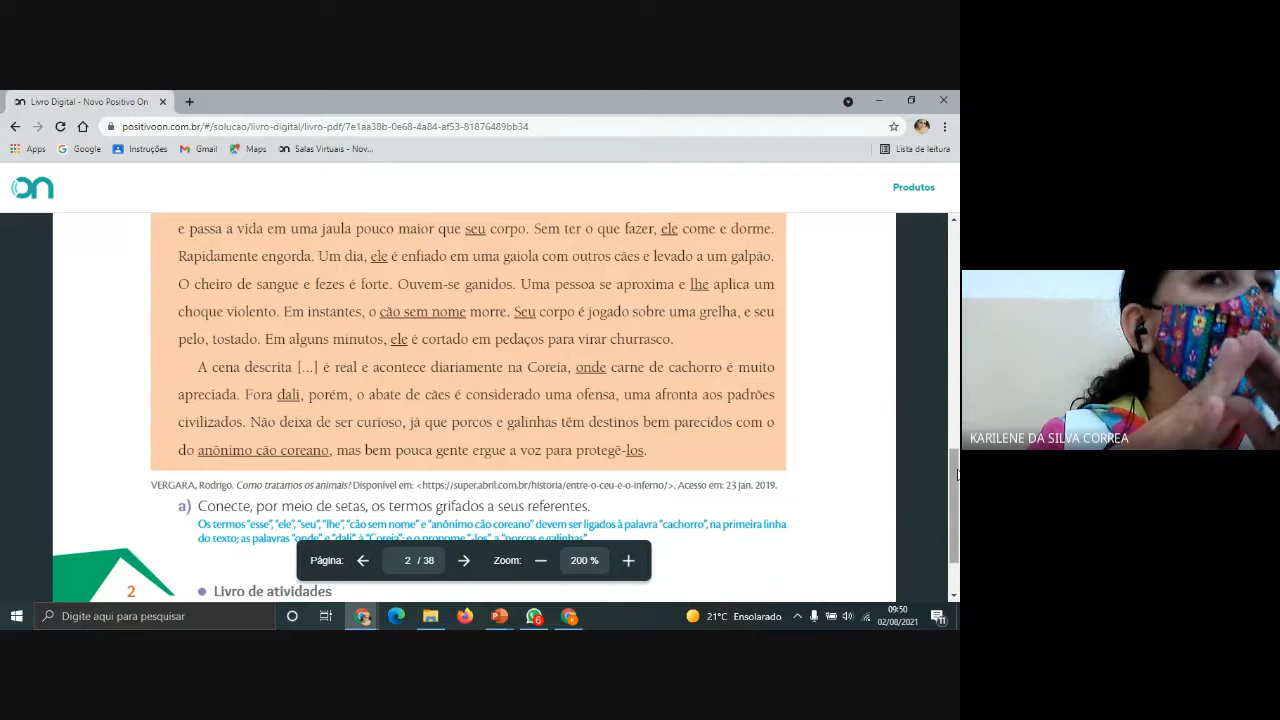 Livro Digital - Novo Positivo On
positivoon.com.br/#/solucao/livro-digital/livro-pdf/7e1aa38b-0e68-4a84-af53-81876489bb34
Apps Google Instruções Gmail Maps Salas Virtuais - Nov... Lista de leitura
on
Produtos
e passa a vida em uma jaula pouco maior que seu corpo. Sem ter o que fazer, ele come e dorme.
Rapidamente engorda. Um dia, ele é enfiado em uma gaiola com outros cães e levado a um galpão.
O cheiro de sangue e fezes é forte. Ouvem-se ganidos. Uma pessoa se aproxima e lhe aplica um
choque violento. Em instantes, o cão sem nome morre. Seu corpo é jogado sobre uma grelha, e seu
pelo, tostado. Em alguns minutos, ele é cortado em pedaços para virar churrasco.
A cena descrita [...] é real e acontece diariamente na Coreia, onde carne de cachorro é muito
apreciada. Fora dali, porém, o abate de cães é considerado uma ofensa, uma afronta aos padrões
civilizados. Não deixa de ser curioso, já que porcos e galinhas têm destinos bem parecidos com o
do anônimo cão coreano, mas bem pouca gente ergue a voz para protegê-los.
VERGARA, Rodrigo. Como tratamos os animais? Disponível em: <https://super.abril.com.br/historia/entre-o-ceu-e-o-inferno/>. Acesso em: 23 jan. 2019.
a) Conecte, por meio de setas, os termos grifados a seus referentes.
Os termos "esse", "ele", "seu", "lhe", "cão sem nome" e "anônimo cão coreano" devem ser ligados à palavra "cachorro", na primeira linha
do texto; as palavras "onde" e "dali", à "Coreia"; e o pronome "-los", a "porcos e galinhas".
Página: 2 / 38 Zoom: 200 %
2
Livro de atividades
KARILENE DA SILVA CORREA
Digite aqui para pesquisar
6
21°C Ensolarado
09:50
02/08/2021
11